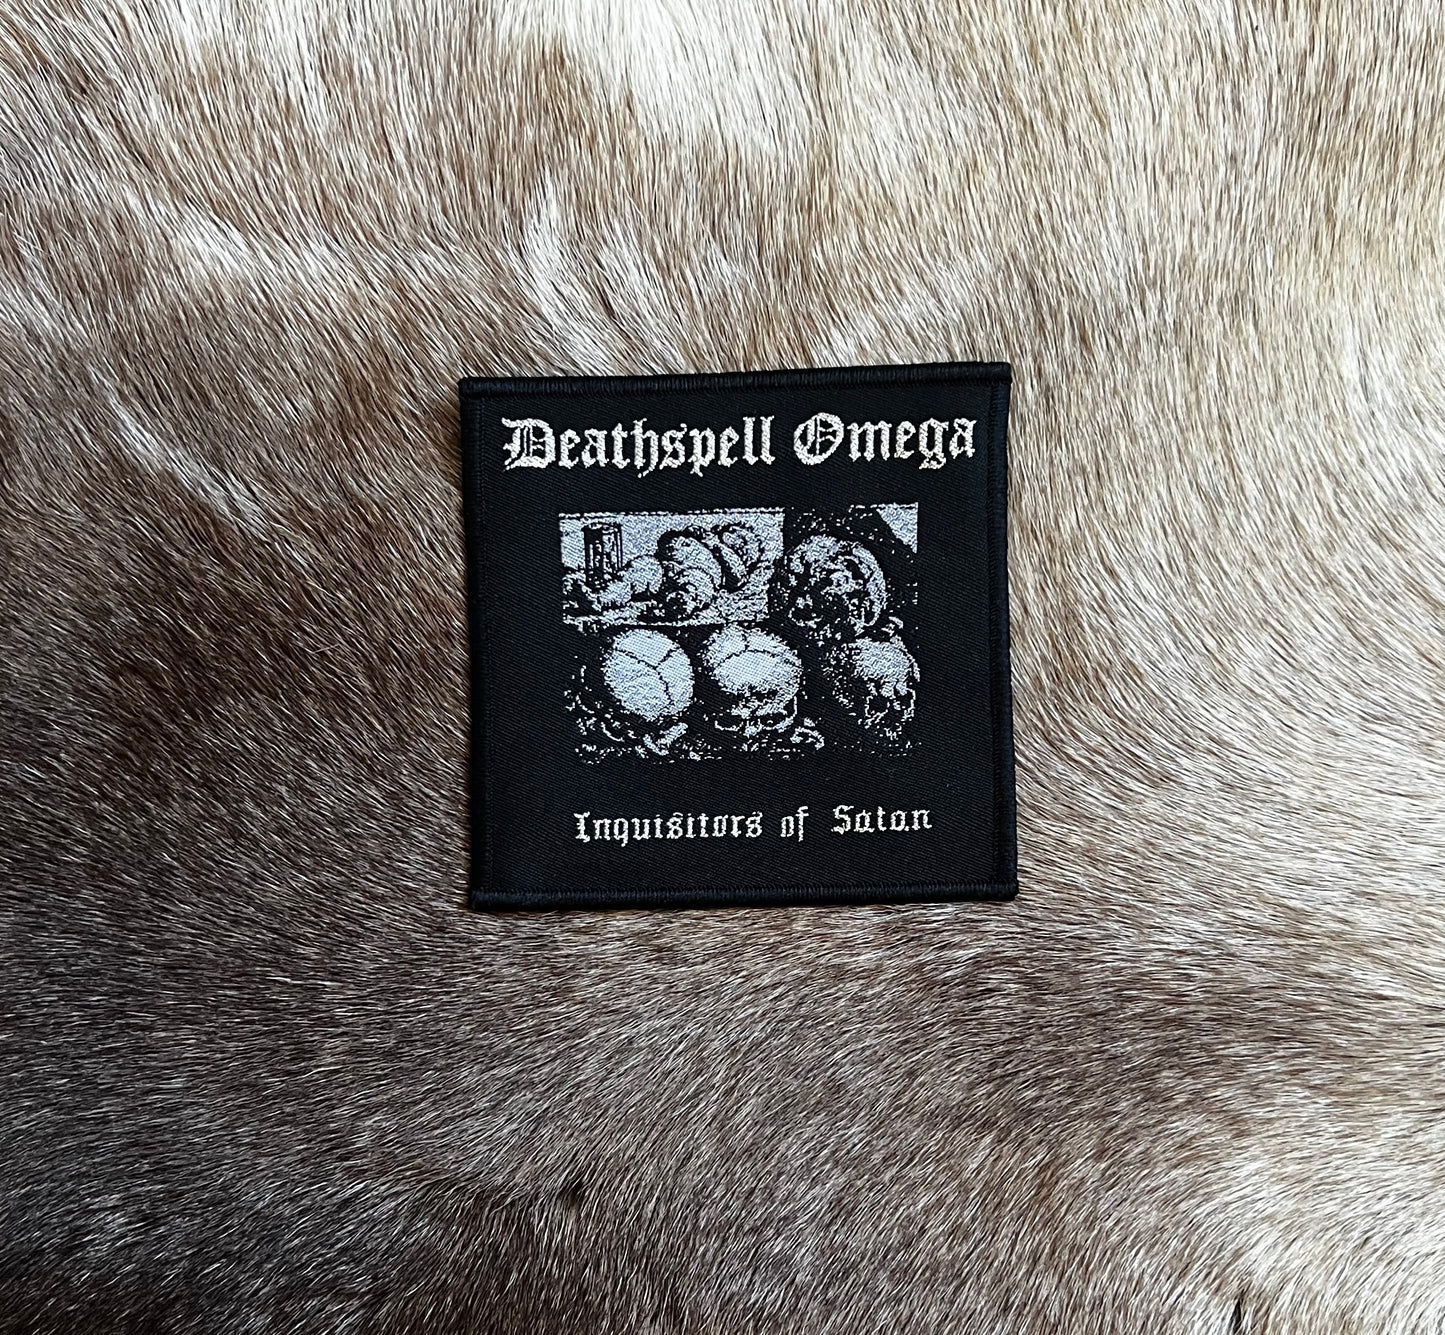 Deathspell Omega
Inquisitors of Satan